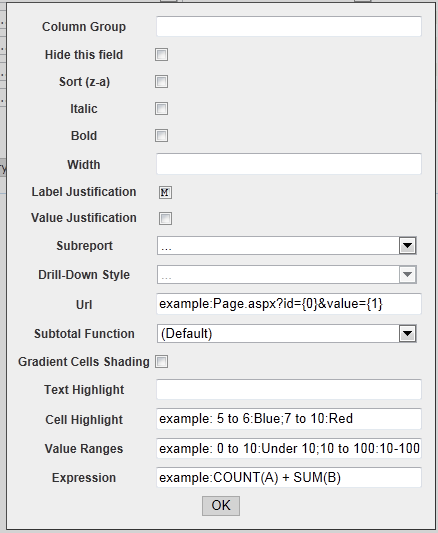 Column Group
Hide this field
Sort (z-a)
Italic
Bold
Width
Label Justification M
Value Justification
Subreport ...
Drill-Down Style ...
Url example:Page.aspx?id={0}&value={1}
Subtotal Function (Default)
Gradient Cells Shading
Text Highlight
Cell Highlight example: 5 to 6:Blue;7 to 10:Red
Value Ranges example: 0 to 10:Under 10;10 to 100:10-100
Expression example:COUNT(A) + SUM(B)
OK